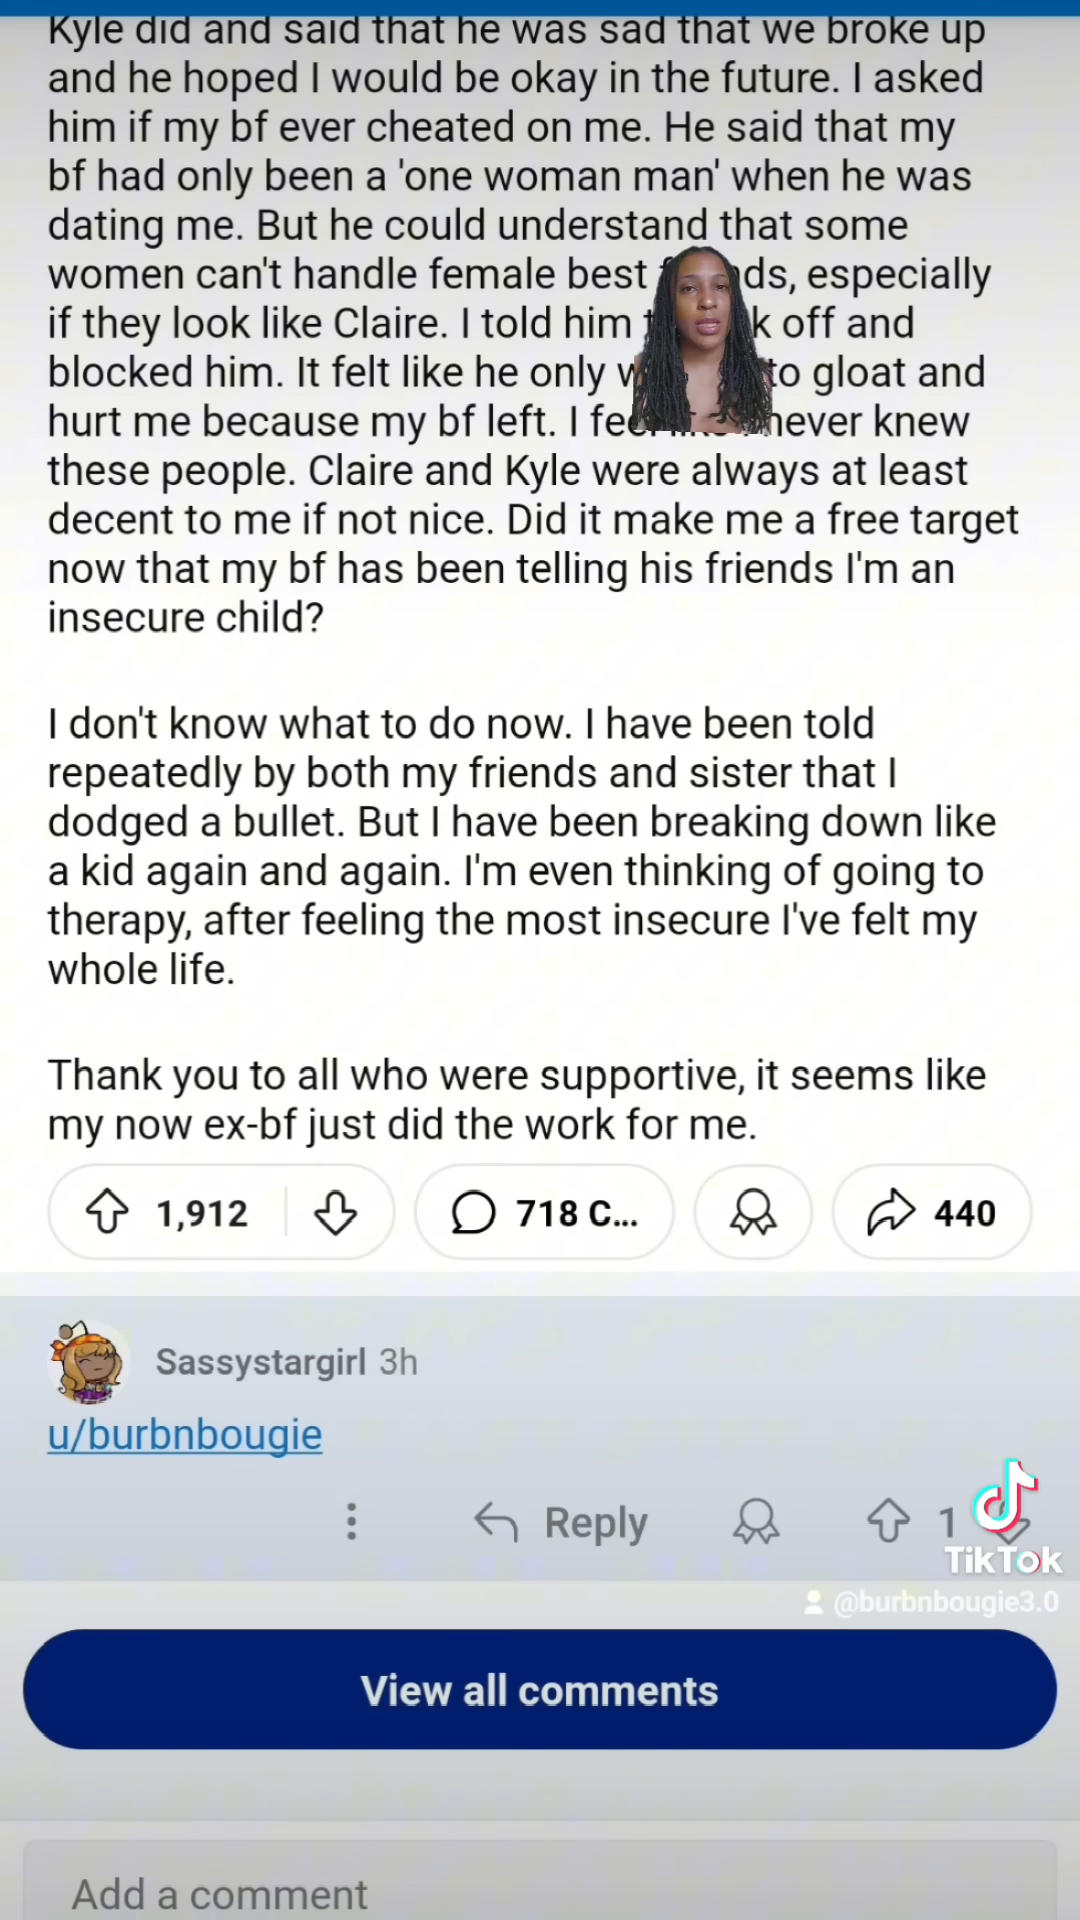 Kyle did and said that he was sad that we broke up
and he hoped I would be okay in the future. I asked
him if my bf ever cheated on me. He said that my
bf had only been a 'one woman man' when he was
dating me. But he could understand that some
women can't handle female best ds, especially
if they look like Claire. I told him k off and
blocked him. It felt like he only to gloat and
hurt me because my bf left. I never knew
these people. Claire and Kyle were always at least
decent to me if not nice. Did it make me a free target
now that my bf has been telling his friends I'm an
insecure child?
I don't know what to do now. I have been told
repeatedly by both my friends and sister that I
dodged a bullet. But I have been breaking down like
a kid again and again. I'm even thinking of going to
therapy, after feeling the most insecure I've felt my
whole life.
Thank you to all who were supportive, it seems like
my now ex-bf just did the work for me.
1,912 718 C... 440
Sassystargirl 3h
u/burbnbougie
Reply 1
TikTok
@burbnbougie3.0
View all comments
Add a comment